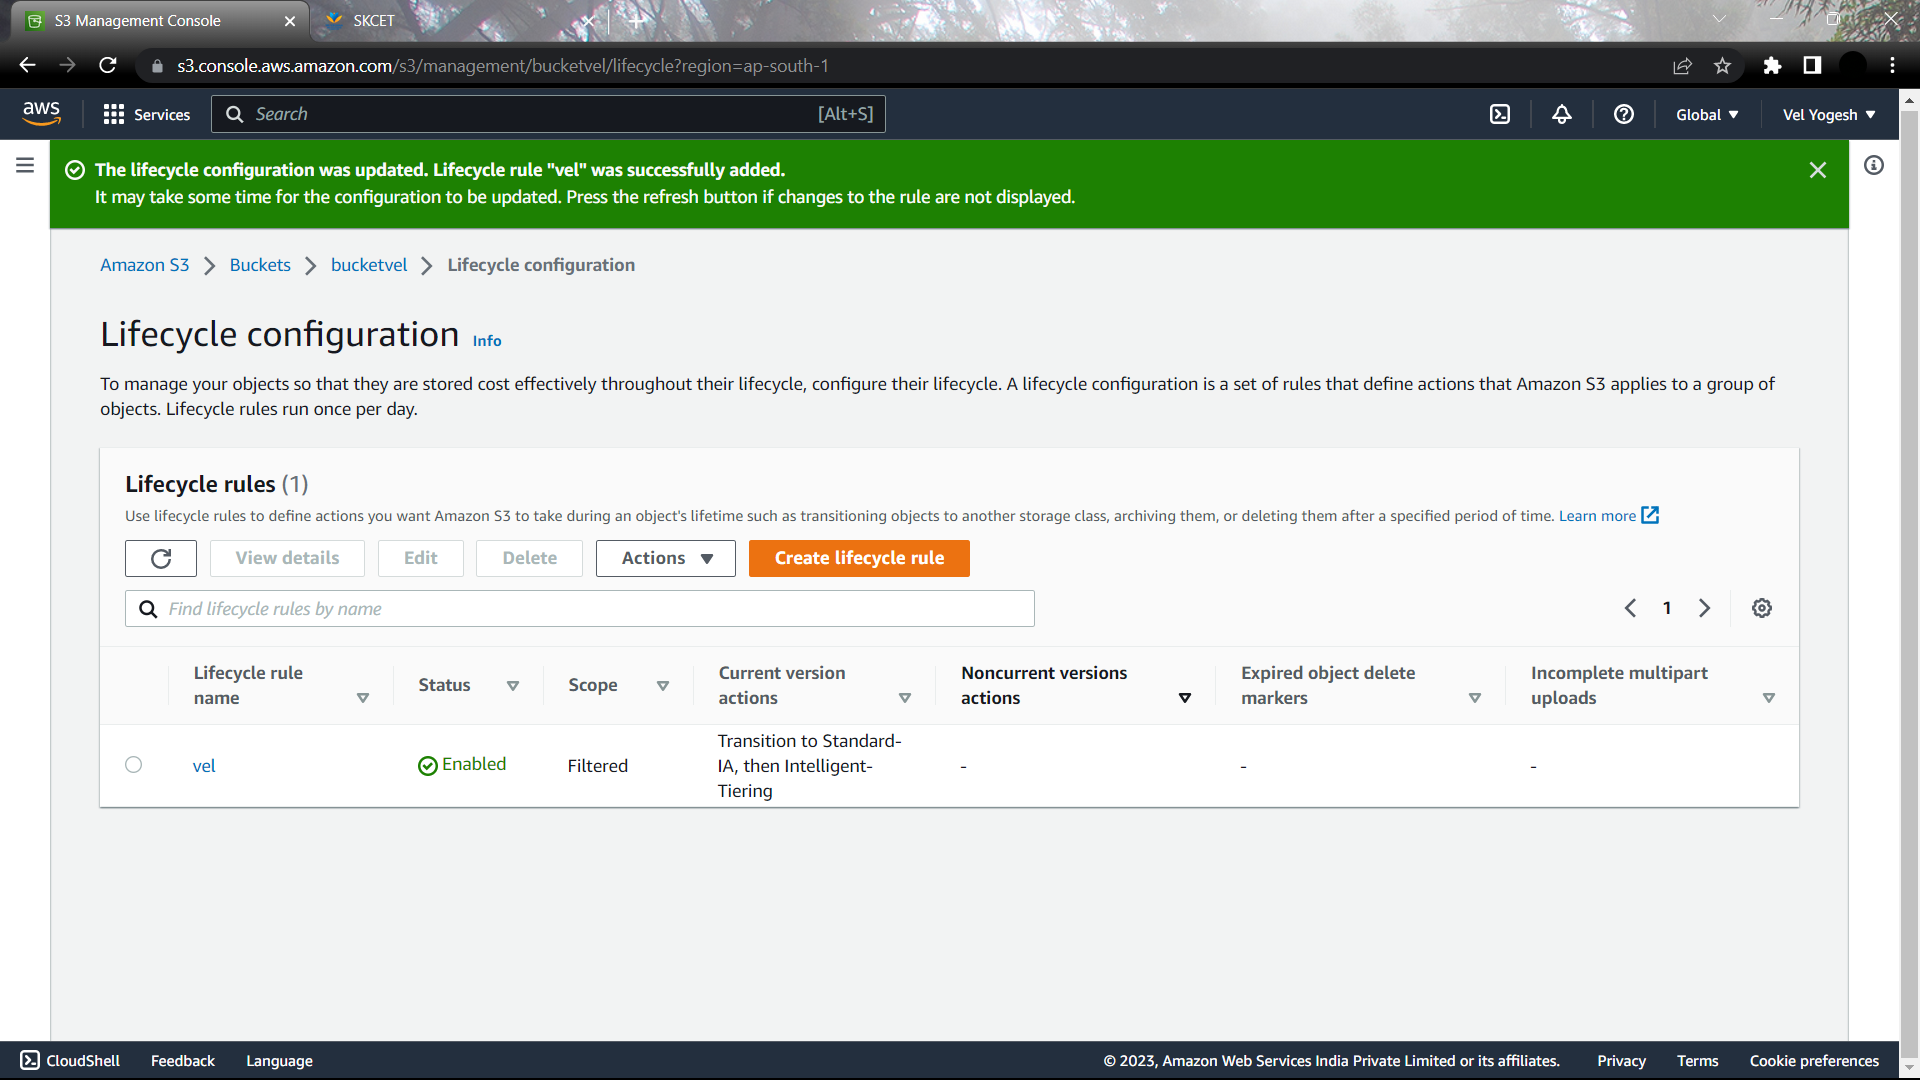 S3 Management Console
SKCET
s3.console.aws.amazon.com/s3/management/bucketvel/lifecycle?region=ap-south-1
aws
Services
Search
[Alt+S]
Global
Vel Yogesh
The lifecycle configuration was updated. Lifecycle rule "vel" was successfully added.
It may take some time for the configuration to be updated. Press the refresh button if changes to the rule are not displayed.
Amazon S3
Buckets
bucketvel
Lifecycle configuration
Lifecycle configuration
Info
To manage your objects so that they are stored cost effectively throughout their lifecycle, configure their lifecycle. A lifecycle configuration is a set of rules that define actions that Amazon S3 applies to a group of
objects. Lifecycle rules run once per day.
Lifecycle rules (1)
Use lifecycle rules to define actions you want Amazon S3 to take during an object's lifetime such as transitioning objects to another storage class, archiving them, or deleting them after a specified period of time. Learn more
View details
Edit
Delete
Actions
Create lifecycle rule
Find lifecycle rules by name
1
Lifecycle rule
name
Status
Scope
Current version
actions
Noncurrent versions
actions
Expired object delete
markers
Incomplete multipart
uploads
vel
Enabled
Filtered
Transition to Standard-
IA, then Intelligent-
Tiering
-
-
-
CloudShell
Feedback
Language
© 2023, Amazon Web Services India Private Limited or its affiliates.
Privacy
Terms
Cookie preferences